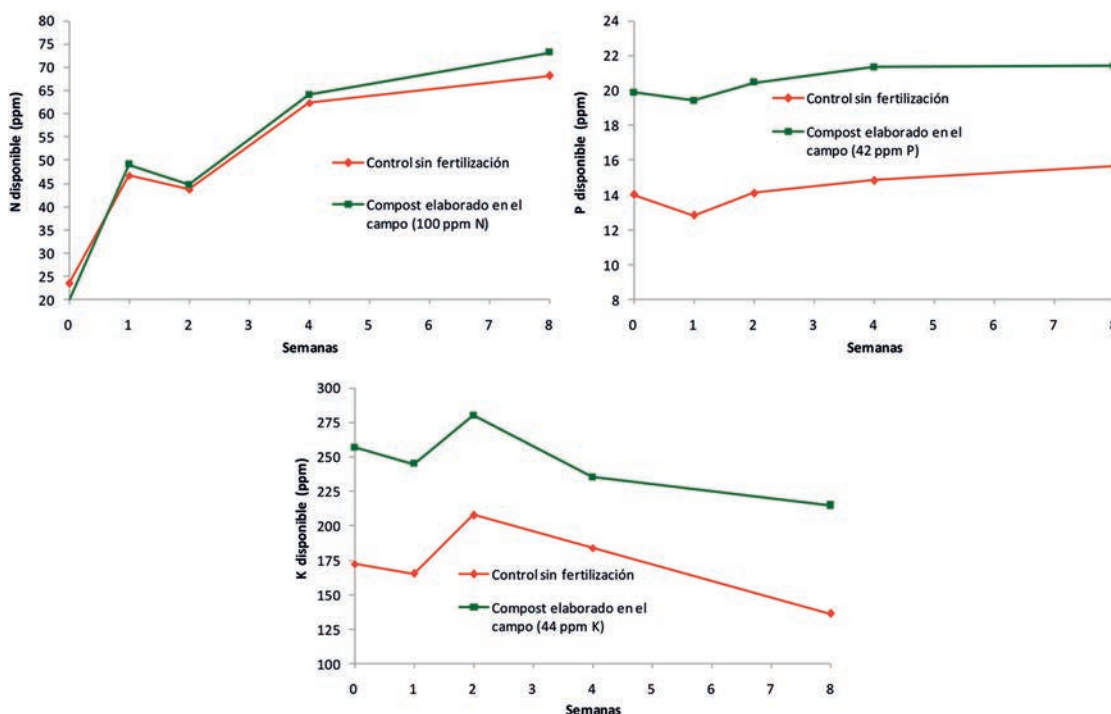 N disponible (ppm)
80
75
70
65
60
55
50
45
40
35
30
25
20
0 1 2 3 4 5 6 7 8
Semanas
Control sin fertilización
Compost elaborado en el
campo (100 ppm N)
P disponible (ppm)
24
22
20
18
16
14
12
10
8
0 1 2 3 4 5 6 7 8
Semanas
Control sin fertilización
Compost elaborado en el
campo (42 ppm P)
K disponible (ppm)
300
275
250
225
200
175
150
125
100
0 1 2 3 4 5 6 7 8
Semanas
Control sin fertilización
Compost elaborado en el
campo (44 ppm K)